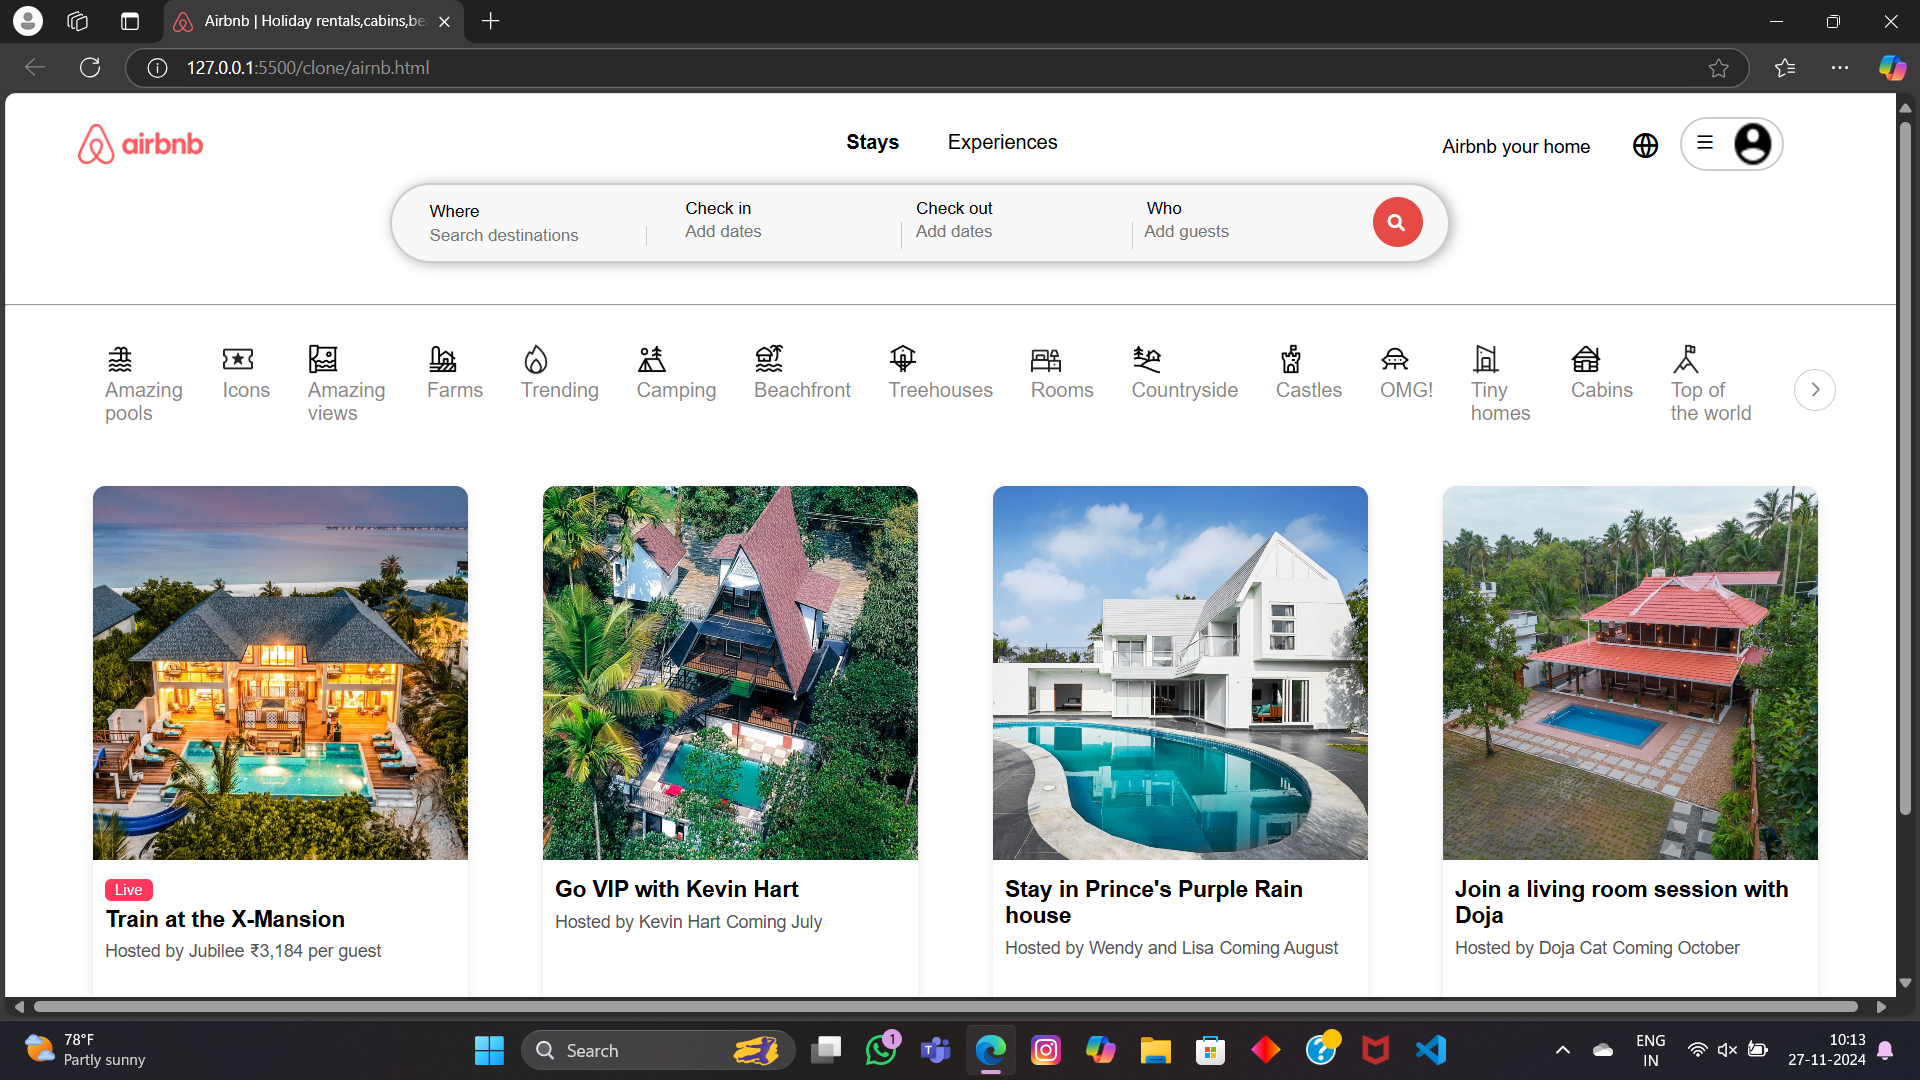 Airbnb | Holiday rentals,cabins,be
127.0.0.1:5500/clone/airnb.html
airbnb
Stays
Experiences
Airbnb your home
Where
Search destinations
Check in
Add dates
Check out
Add dates
Who
Add guests
Amazing
pools
Icons
Amazing
views
Farms
Trending
Camping
Beachfront
Treehouses
Rooms
Countryside
Castles
OMG!
Tiny
homes
Cabins
Top of
the world
Live
Train at the X-Mansion
Hosted by Jubilee ₹3,184 per guest
Go VIP with Kevin Hart
Hosted by Kevin Hart Coming July
Stay in Prince's Purple Rain
house
Hosted by Wendy and Lisa Coming August
Join a living room session with
Doja
Hosted by Doja Cat Coming October
78°F
Partly sunny
Search
1
ENG
IN
10:13
27-11-2024